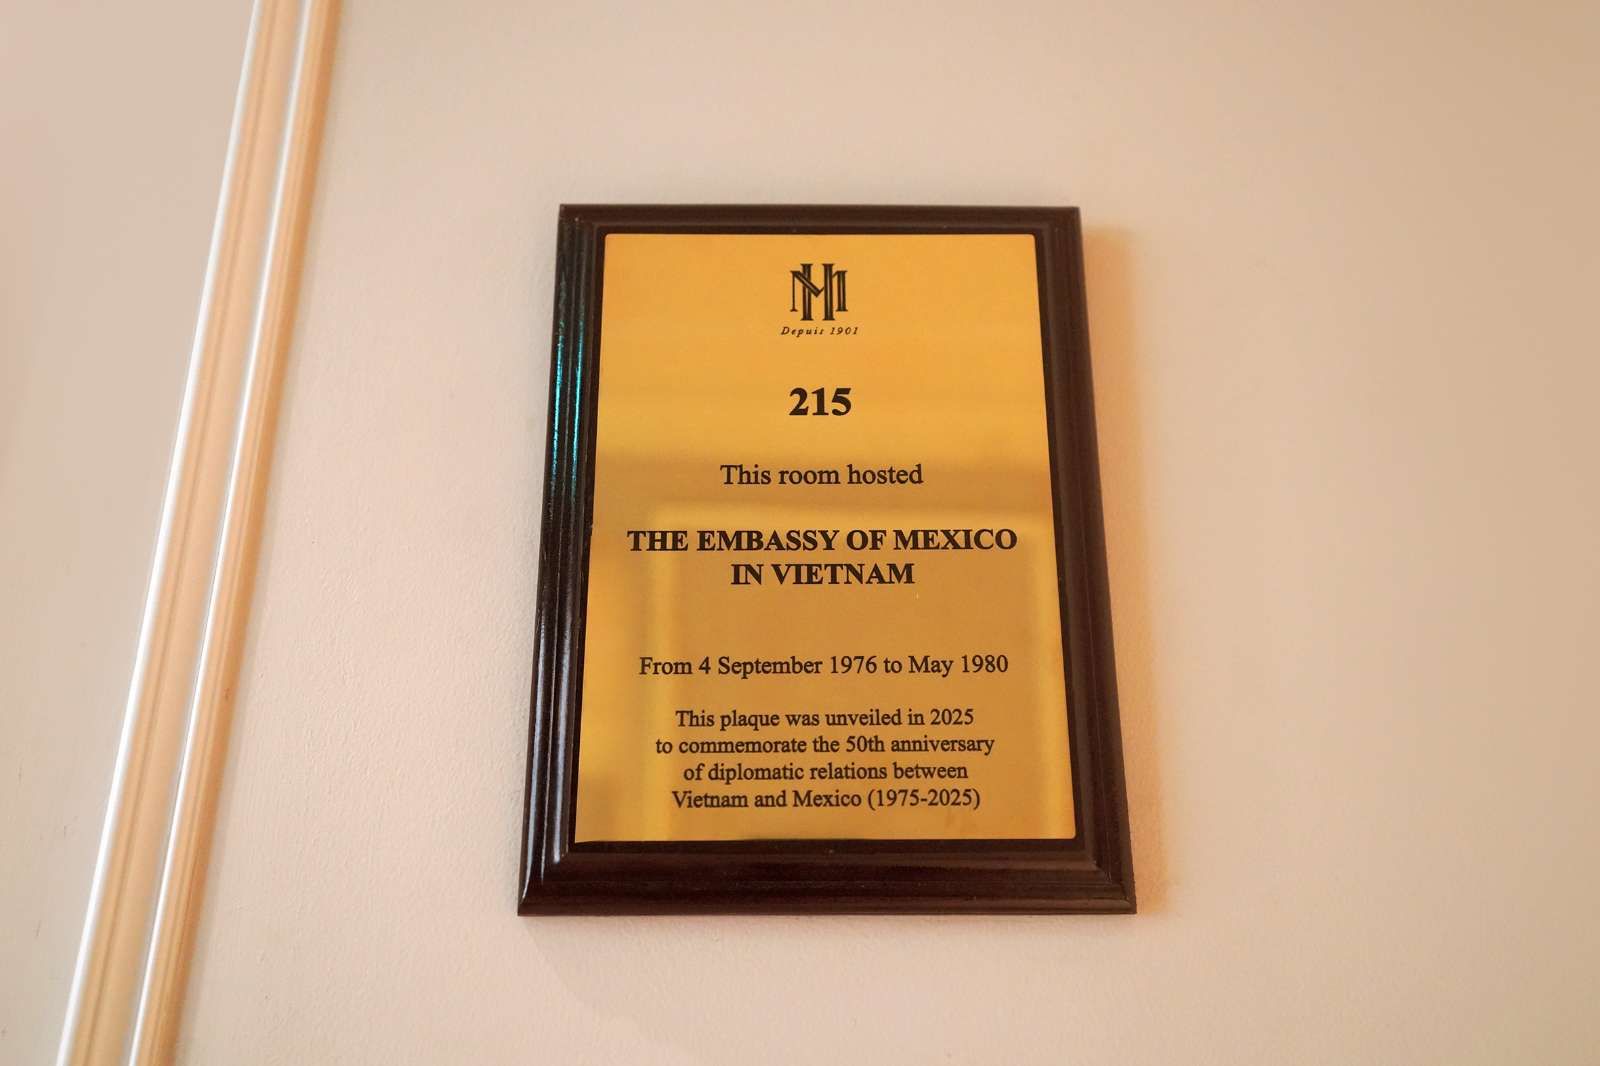 HM
Depuis 1901
215
This room hosted
THE EMBASSY OF MEXICO
IN VIETNAM
From 4 September 1976 to May 1980
This plaque was unveiled in 2025
to commemorate the 50th anniversary
of diplomatic relations between
Vietnam and Mexico (1975-2025)